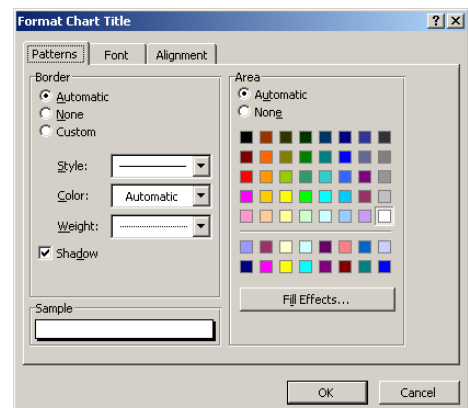 Format Chart Title
Patterns Font Alignment
Border
Automatic
None
Custom
Style:
Color: Automatic
Weight:
Shadow
Sample
Area
Automatic
None
Fill Effects...
OK Cancel